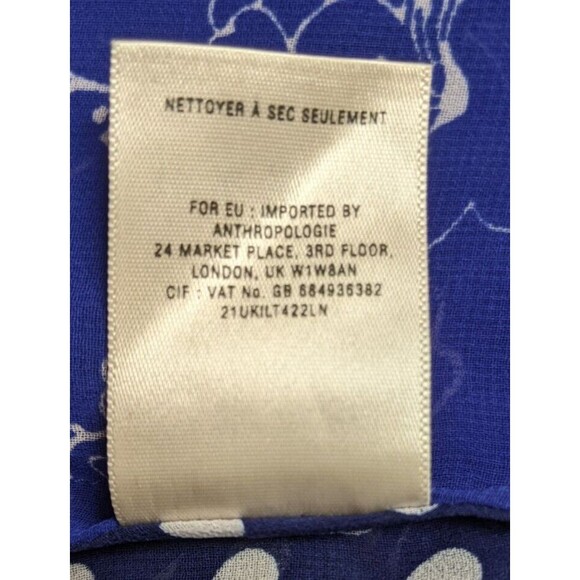 NETTOYER À SEC SEULEMENT
FOR EU : IMPORTED BY
ANTHROPOLOGIE
24 MARKET PLACE, 3RD FLOOR,
LONDON, UK W1W8AN
CIF : VAT No. GB 684936382
21UKILT422LN